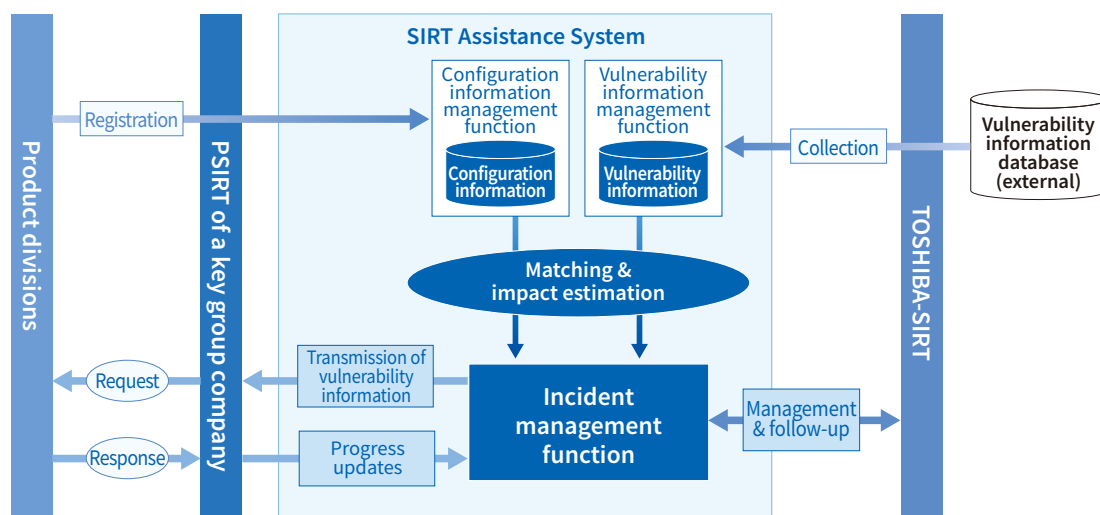 SIRT Assistance System
Product divisions
PSIRT of a key group company
Registration
Configuration
information
management
function
Configuration
information
Vulnerability
information
management
function
Vulnerability
information
Collection
TOSHIBA-SIRT
Vulnerability
information
database
(external)
Matching &
impact estimation
Request
Transmission of
vulnerability
information
Incident
management
function
Management
& follow-up
Response
Progress
updates